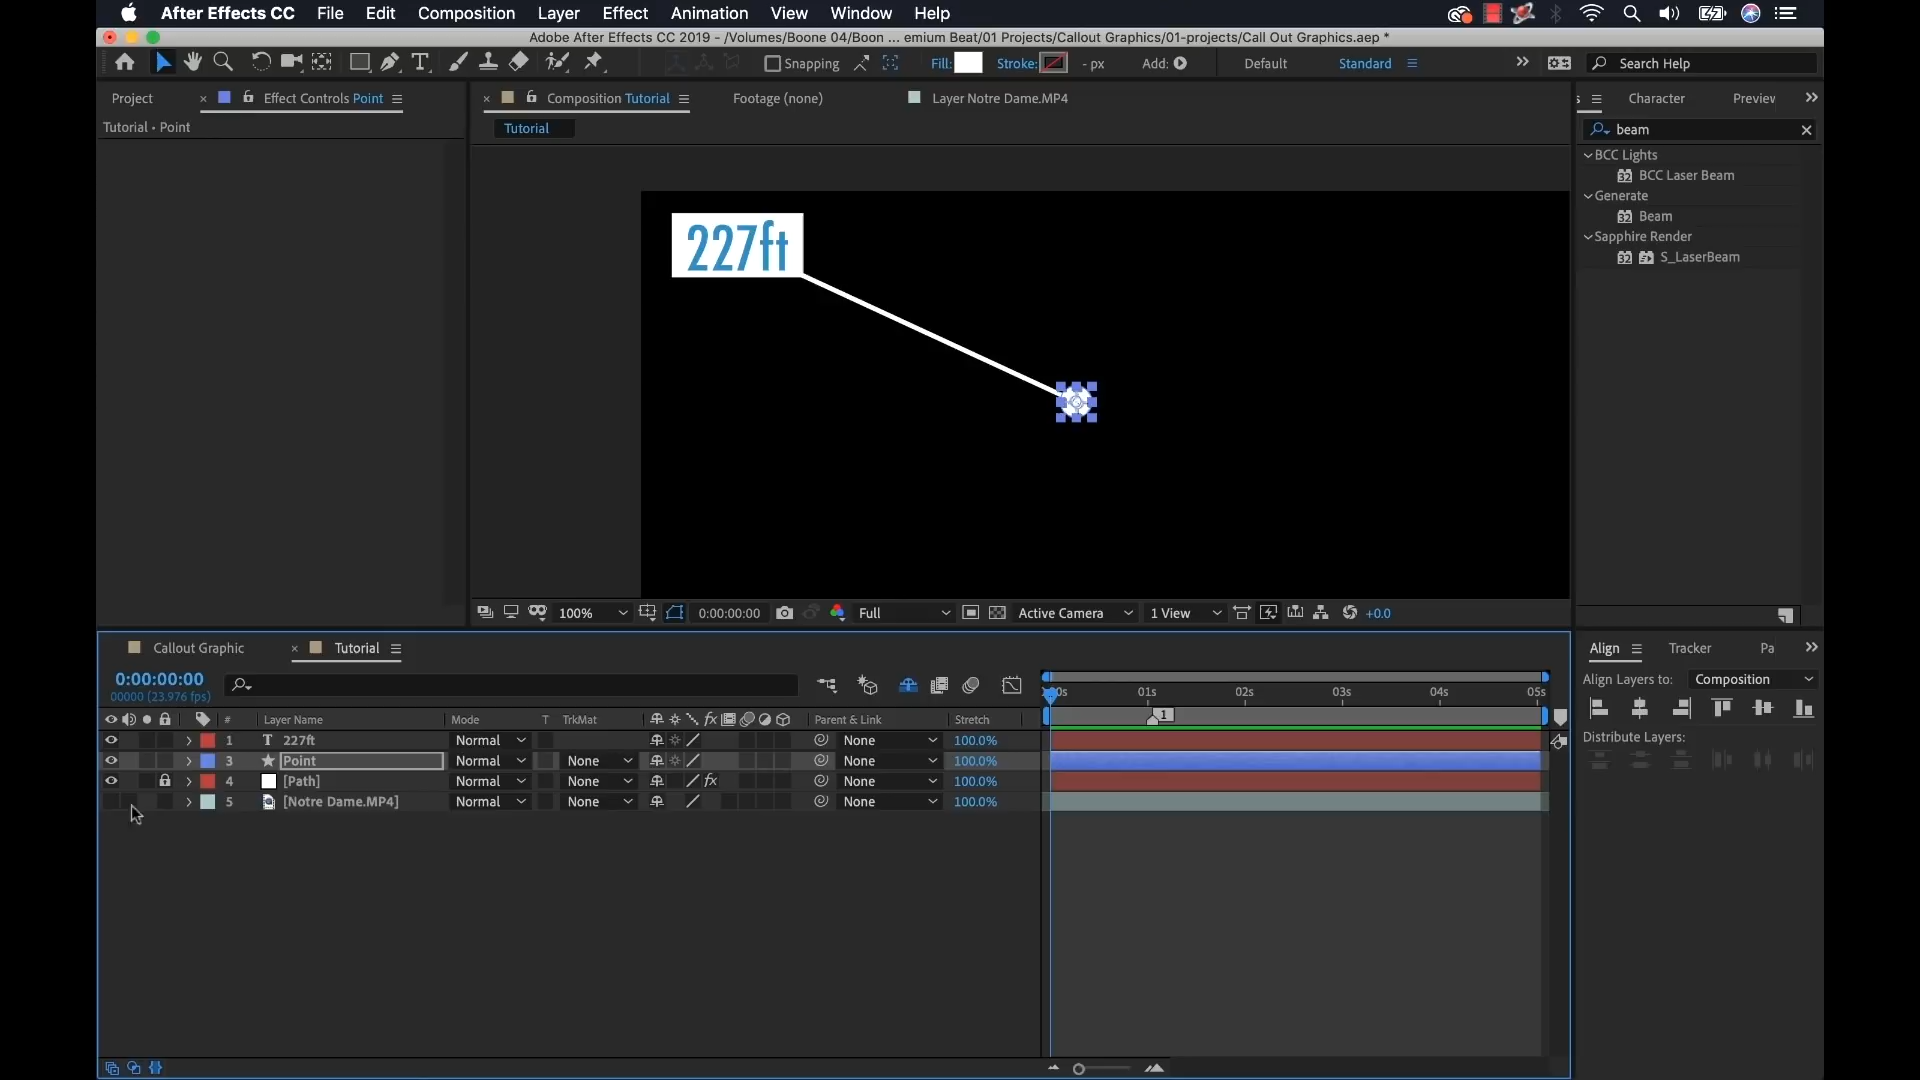 After Effects CC File Edit Composition Layer Effect Animation View Window Help
Adobe After Effects CC 2019 - /Volumes/Boone 04/Boon ... emium Beat/01 Projects/Callout Graphics/01-projects/Call Out Graphics.aep *
Snapping Fill: Stroke: - px Add: Default Standard Search Help
Project × Effect Controls Point × Composition Tutorial Footage (none) Layer Notre Dame.MP4 s Character Preview
Tutorial • Point
Tutorial
beam
BCC Lights
32 BCC Laser Beam
Generate
32 Beam
Sapphire Render
32 S_LaserBeam
227ft
100% 0:00:00:00 Full Active Camera 1 View +0.0
Callout Graphic × Tutorial
Align Tracker Pa
0:00:00:00
00000 (23.976 fps)
Align Layers to: Composition
Distribute Layers:
:00s 01s 02s 03s 04s 05s
1
# Layer Name Mode T TrkMat fx Parent & Link Stretch
1 T 227ft Normal None 100.0%
3 Point Normal None None 100.0%
4 [Path] Normal None fx None 100.0%
5 [Notre Dame.MP4] Normal None None 100.0%